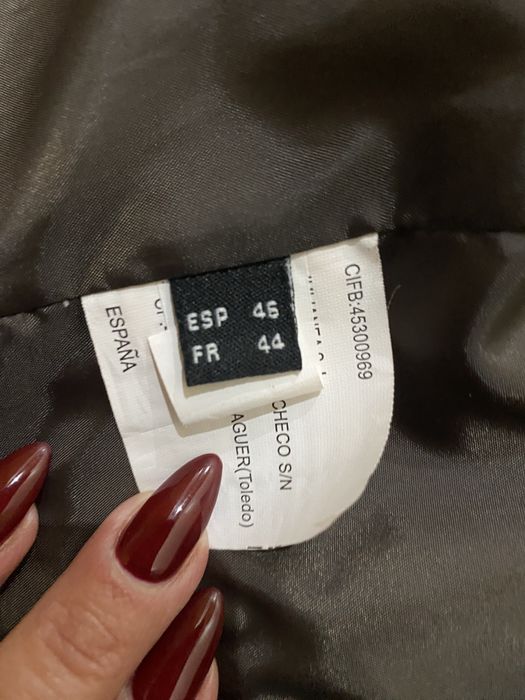 ESP 46
FR 44
CIFB:45300969
CHECO S/N
AGUER(Toledo)
ESPAÑA